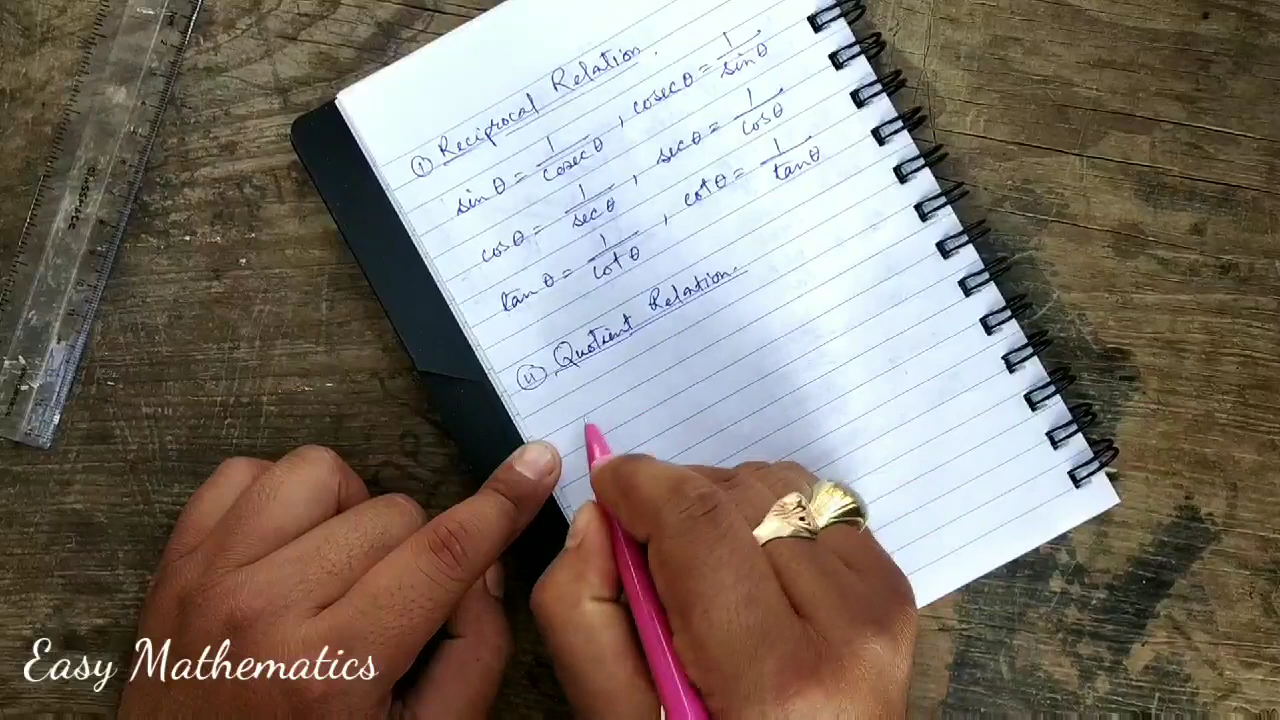 (i) Reciprocal Relation.
sin θ = 1/cosec θ , cosec θ = 1/sin θ
cos θ = 1/sec θ , sec θ = 1/cos θ
tan θ = 1/cot θ , cot θ = 1/tan θ
(ii) Quotient Relation.
Easy Mathematics